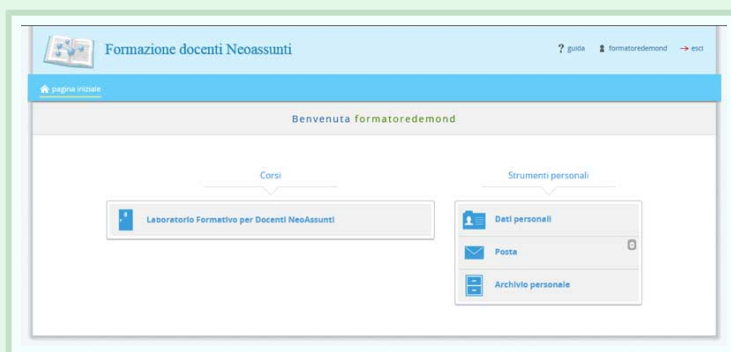 Formazione docenti Neoassunti
? guida formatoredemond esci
pagina iniziale
Benvenuta formatoredemond
Corsi
Strumenti personali
Laboratorio Formativo per Docenti NeoAssunti
Dati personali
Posta
Archivio personale